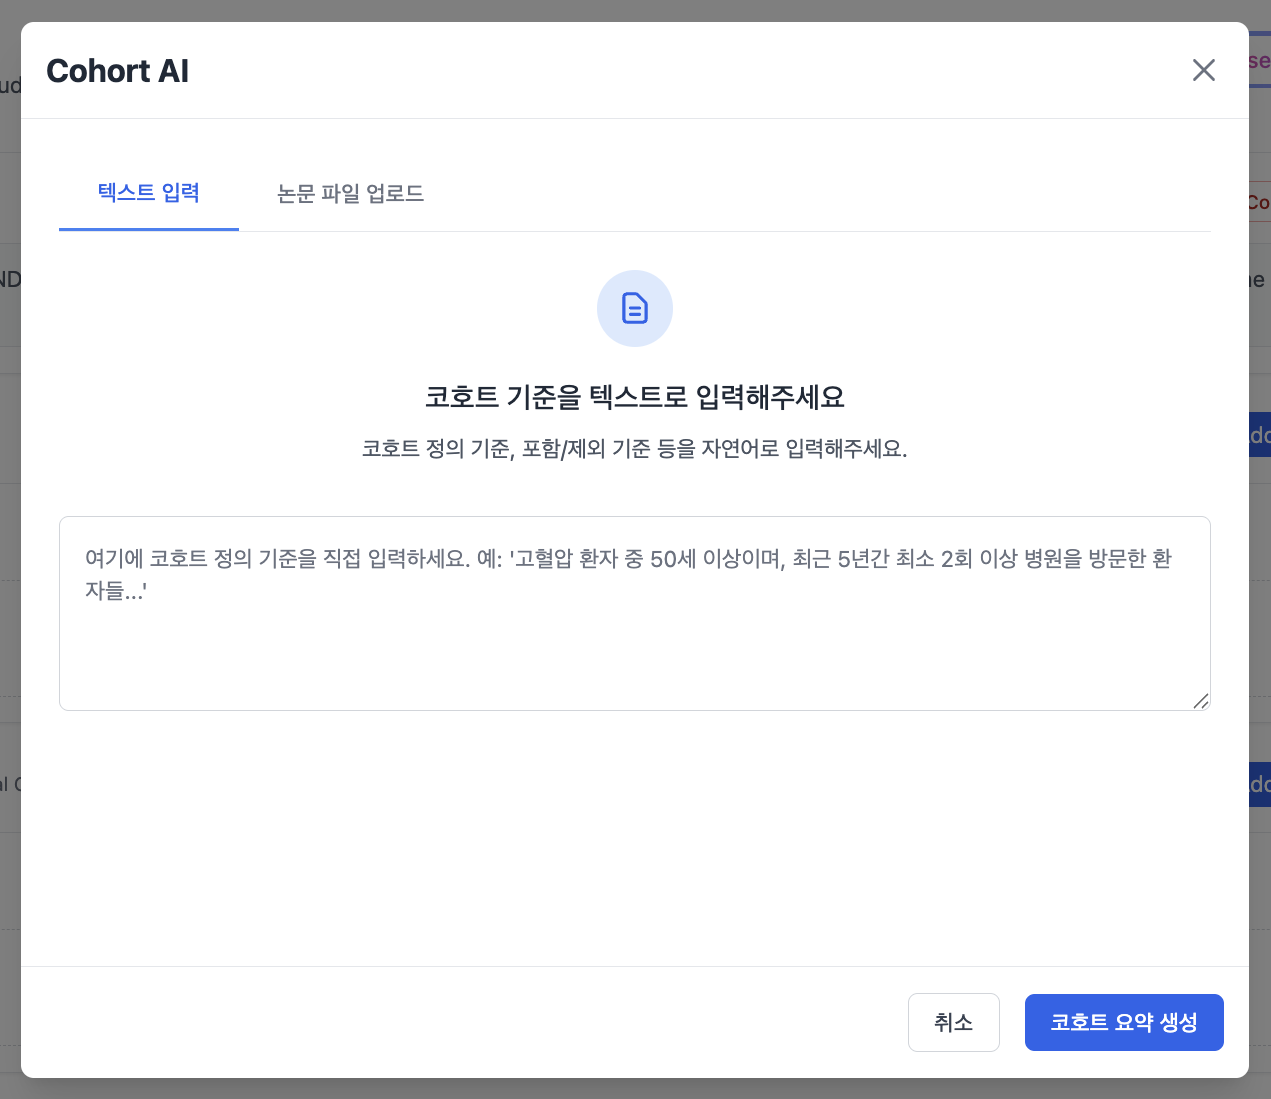 Cohort AI
텍스트 입력
논문 파일 업로드
코호트 기준을 텍스트로 입력해주세요
코호트 정의 기준, 포함/제외 기준 등을 자연어로 입력해주세요.
여기에 코호트 정의 기준을 직접 입력하세요. 예: '고혈압 환자 중 50세 이상이며, 최근 5년간 최소 2회 이상 병원을 방문한 환
자들...'
취소
코호트 요약 생성